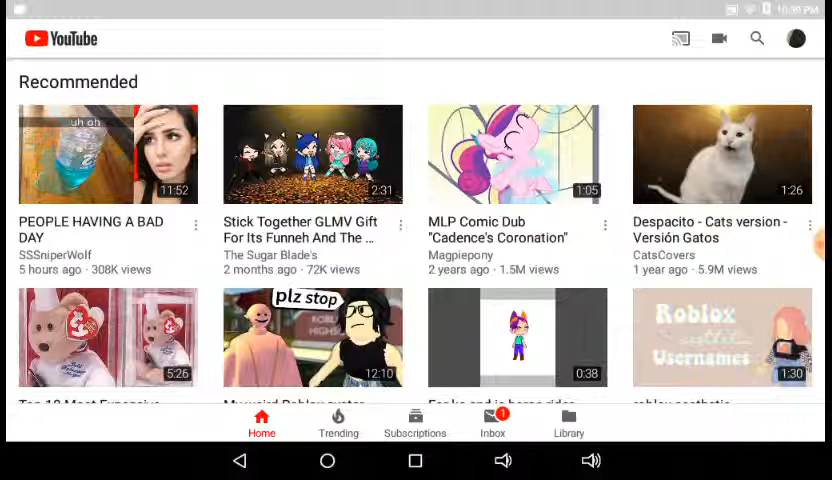 10:39 PM
YouTube
Recommended
uh oh
11:52
2:31
1:05
1:26
PEOPLE HAVING A BAD
DAY
SSSniperWolf
5 hours ago · 308K views
Stick Together GLMV Gift
For Its Funneh And The ...
The Sugar Blade's
2 months ago · 72K views
MLP Comic Dub
"Cadence's Coronation"
Magpiepony
2 years ago · 1.5M views
Despacito - Cats version -
Versión Gatos
CatsCovers
1 year ago · 5.9M views
5:26
plz stop
12:10
0:38
Roblox
aesthetic
Usernames
1:30
Home
Trending
Subscriptions
1
Inbox
Library